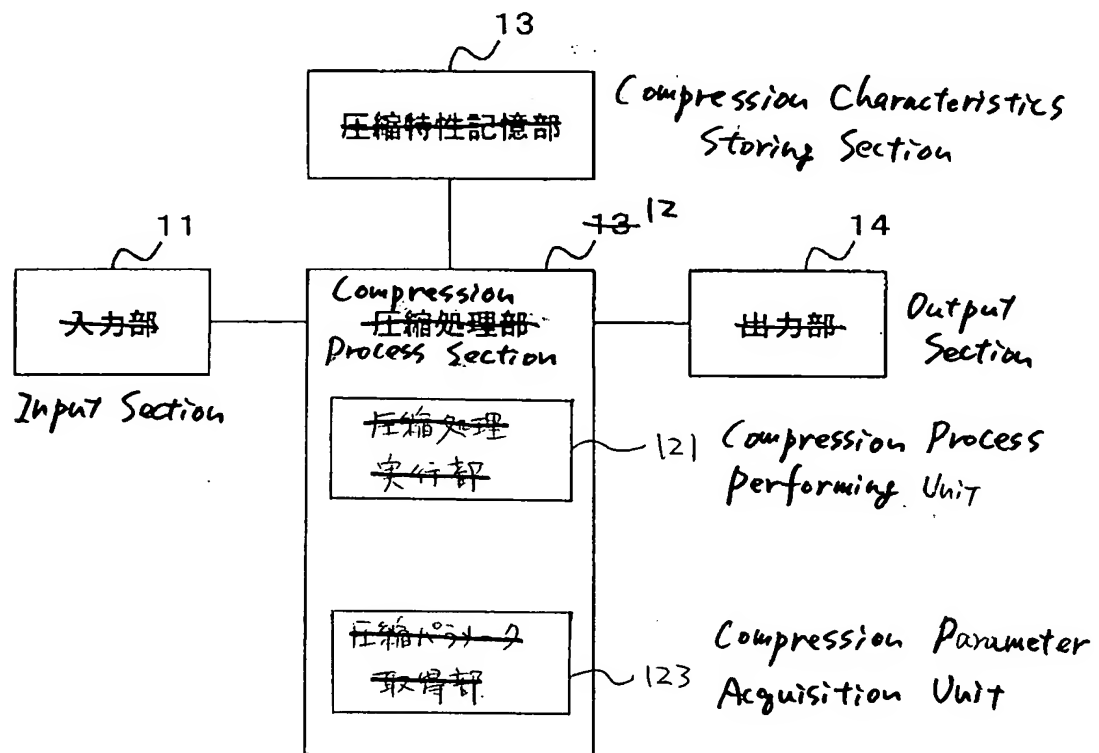 13
圧縮特性記憶部
Compression Characteristics
Storing Section
11
13 12
14
入力部
Input Section
Compression
圧縮処理部
Process Section
出力部
Output
Section
圧縮処理
実行部
121
Compression Process
Performing Unit
圧縮パラメータ
取得部
123
Compression Parameter
Acquisition Unit